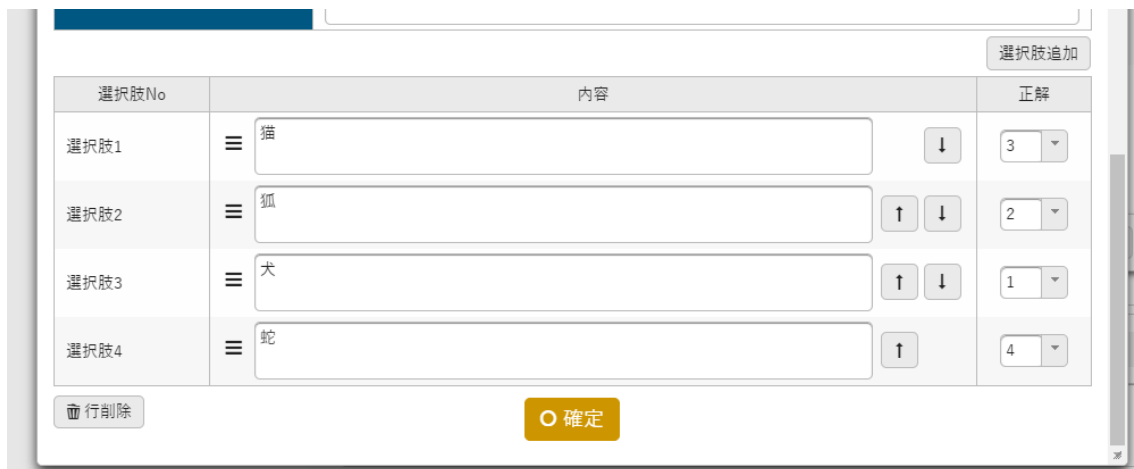 選択肢追加
選択肢No 内容 正解
選択肢1 猫 3
選択肢2 狐 2
選択肢3 犬 1
選択肢4 蛇 4
行削除
確定